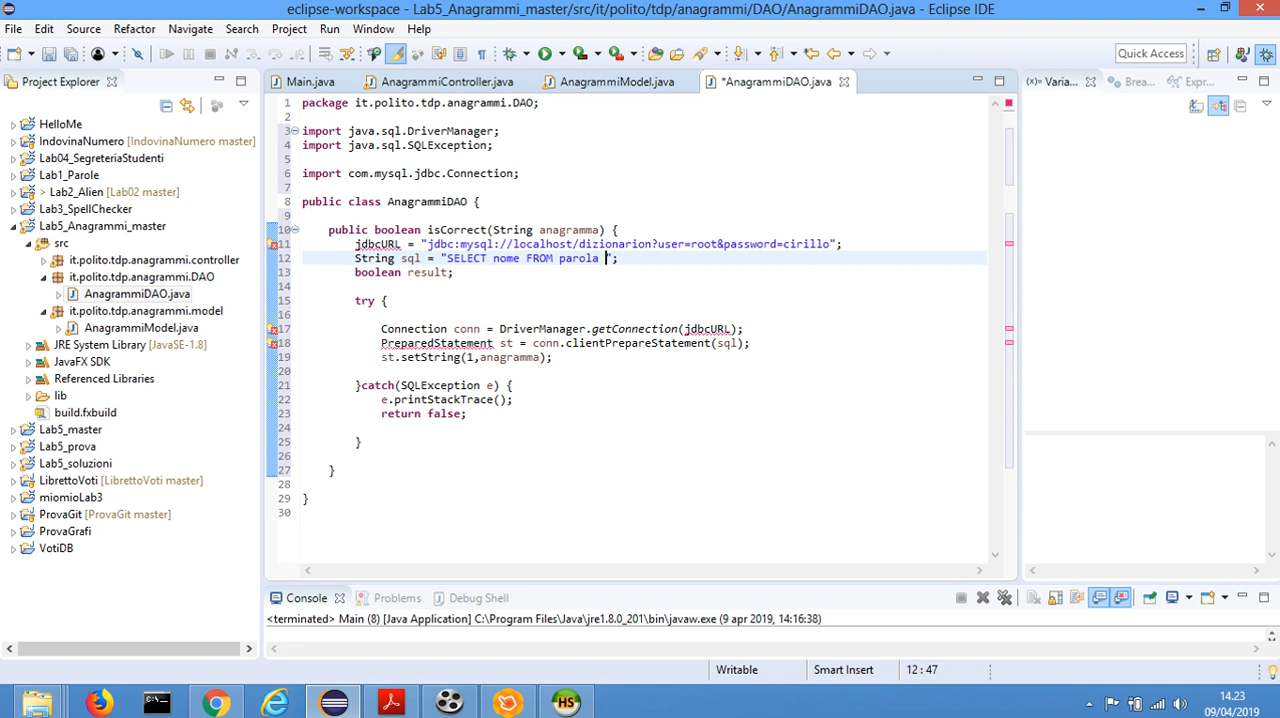 eclipse-workspace - Lab5_Anagrammi_master/src/it/polito/tdp/anagrammi/DAO/AnagrammiDAO.java - Eclipse IDE
File Edit Source Refactor Navigate Search Project Run Window Help
Quick Access
Project Explorer
Main.java AnagrammiController.java AnagrammiModel.java *AnagrammiDAO.java
Varia... Brea... Expr...
HelloMe
IndovinaNumero [IndovinaNumero master]
Lab04_SegreteriaStudenti
Lab1_Parole
> Lab2_Alien [Lab02 master]
Lab3_SpellChecker
Lab5_Anagrammi_master
src
it.polito.tdp.anagrammi.controller
it.polito.tdp.anagrammi.DAO
AnagrammiDAO.java
it.polito.tdp.anagrammi.model
AnagrammiModel.java
JRE System Library [JavaSE-1.8]
JavaFX SDK
Referenced Libraries
lib
build.fxbuild
Lab5_master
Lab5_prova
Lab5_soluzioni
LibrettoVoti [LibrettoVoti master]
miomioLab3
ProvaGit [ProvaGit master]
ProvaGrafi
VotiDB
1 package it.polito.tdp.anagrammi.DAO;
2
3 import java.sql.DriverManager;
4 import java.sql.SQLException;
5
6 import com.mysql.jdbc.Connection;
7
8 public class AnagrammiDAO {
9
10 public boolean isCorrect(String anagramma) {
11 jdbcURL = "jdbc:mysql://localhost/dizionarion?user=root&password=cirillo";
12 String sql = "SELECT nome FROM parola ";
13 boolean result;
14
15 try {
16
17 Connection conn = DriverManager.getConnection(jdbcURL);
18 PreparedStatement st = conn.clientPrepareStatement(sql);
19 st.setString(1,anagramma);
20
21 }catch(SQLException e) {
22 e.printStackTrace();
23 return false;
24
25 }
26
27 }
28
29 }
30
Console Problems Debug Shell
<terminated> Main (8) [Java Application] C:\Program Files\Java\jre1.8.0_201\bin\javaw.exe (9 apr 2019, 14:16:38)
Writable Smart Insert 12 : 47
HS
14.23
09/04/2019